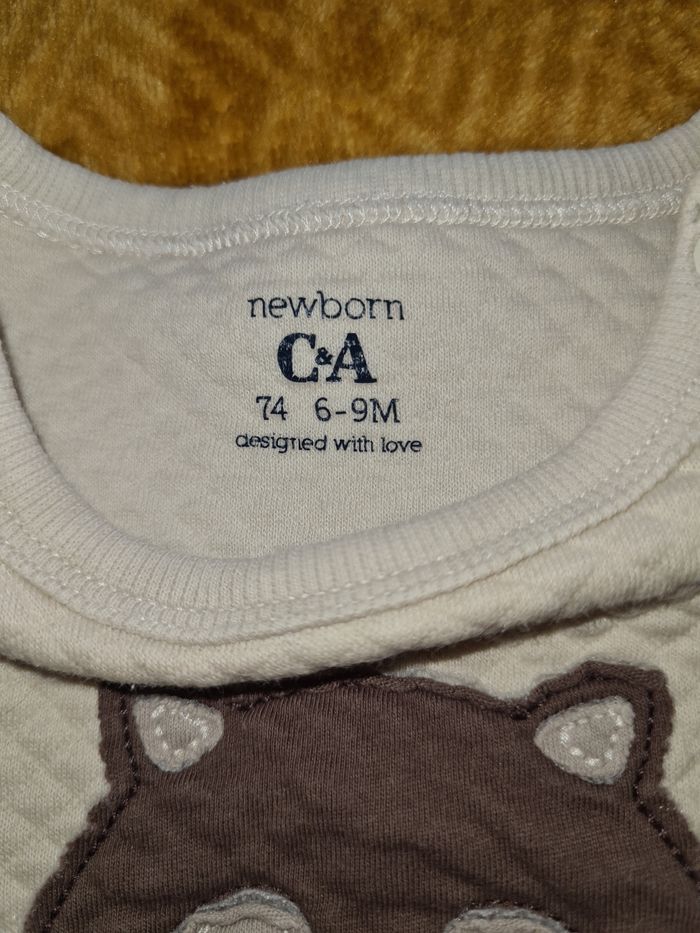 newborn
C&A
74 6-9M
designed with love